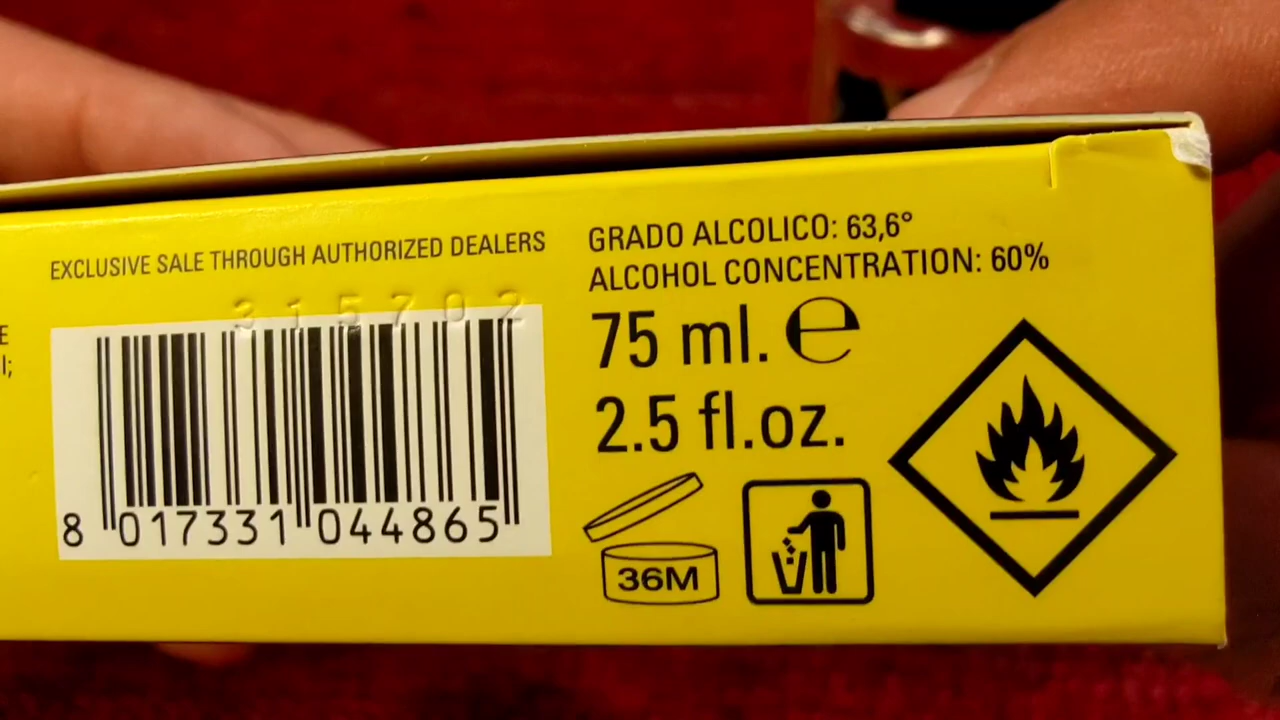 EXCLUSIVE SALE THROUGH AUTHORIZED DEALERS
315702
8 017331 044865
E
l;
GRADO ALCOLICO: 63,6°
ALCOHOL CONCENTRATION: 60%
75 ml. ℮
2.5 fl.oz.
36M